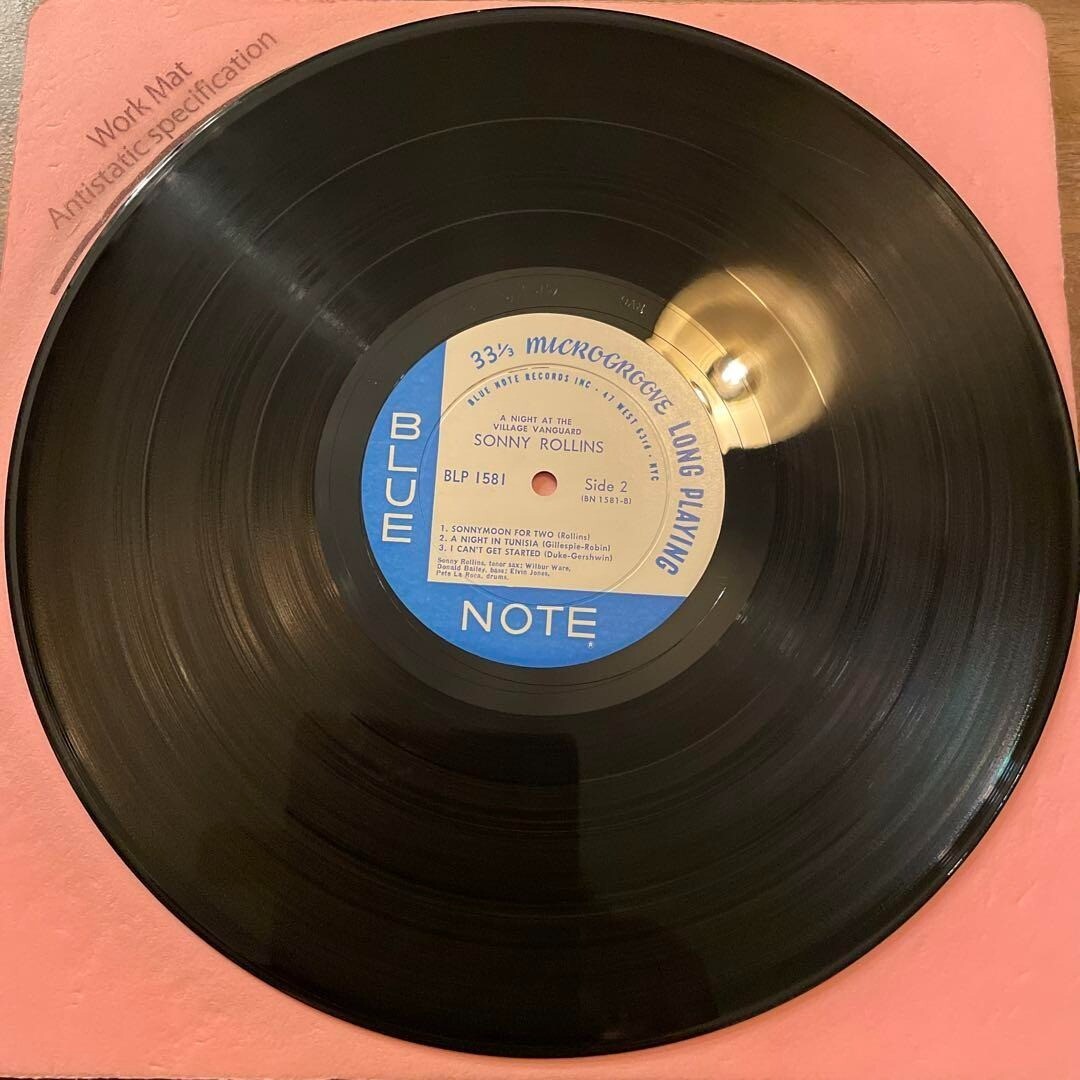 Work Mat
Antistatic specification
33⅓ MICROGROOVE LONG PLAYING
BLUE NOTE RECORDS INC · 47 WEST 63rd · NYC
A NIGHT AT THE
VILLAGE VANGUARD
SONNY ROLLINS
BLP 1581
Side 2
(BN 1581-B)
1. SONNYMOON FOR TWO (Rollins)
2. A NIGHT IN TUNISIA (Gillespie-Robin)
3. I CAN'T GET STARTED (Duke-Gershwin)
Sonny Rollins, tenor sax; Wilbur Ware,
Donald Bailey, bass; Elvin Jones,
Pete La Roca, drums.
BLUE
NOTE
®